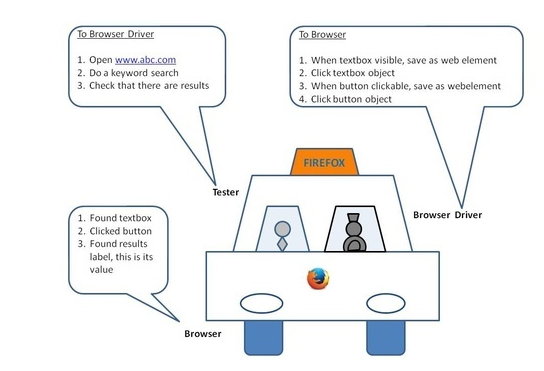 To Browser Driver
1. Open www.abc.com
2. Do a keyword search
3. Check that there are results
To Browser
1. When textbox visible, save as web element
2. Click textbox object
3. When button clickable, save as webelement
4. Click button object
FIREFOX
Tester
Browser Driver
1. Found textbox
2. Clicked button
3. Found results
label, this is its
value
Browser